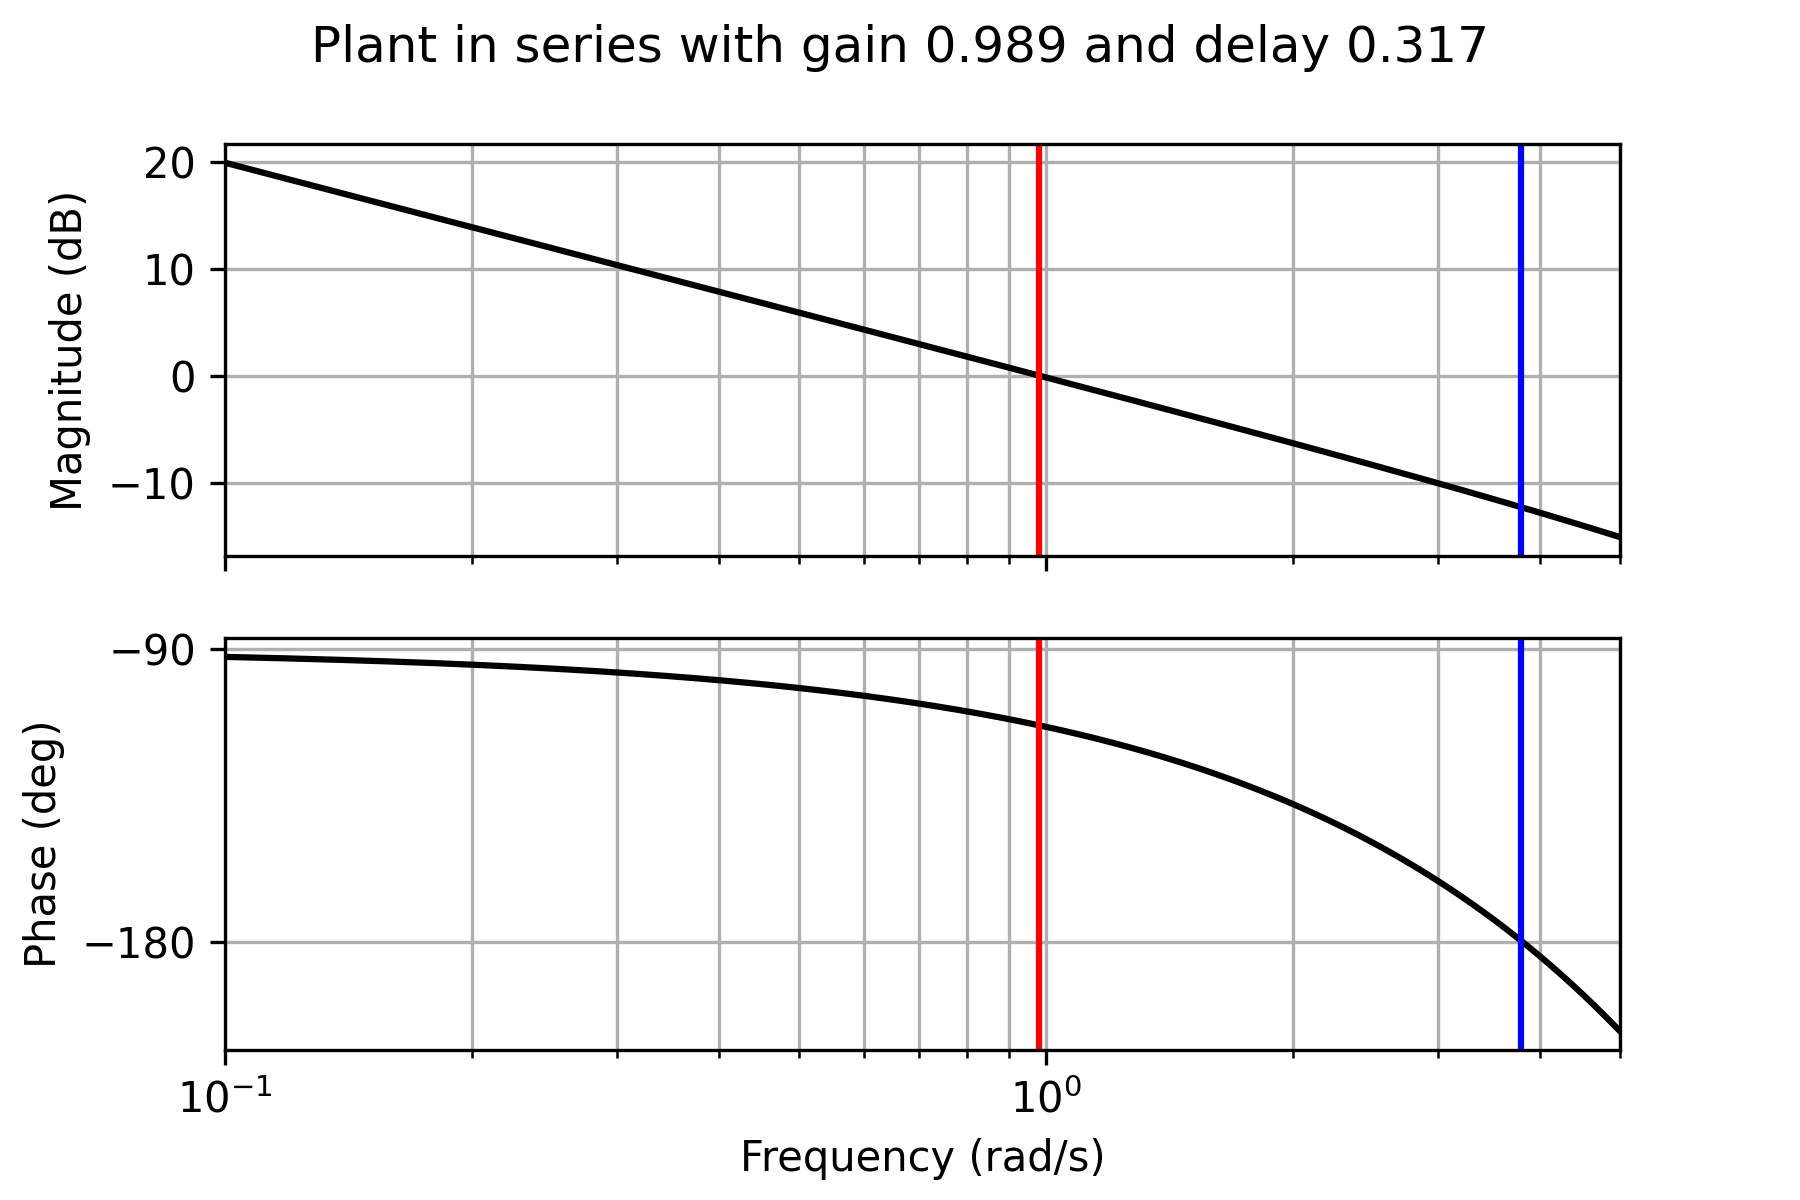 Plant in series with gain 0.989 and delay 0.317
20
10
0
−10
Magnitude (dB)
−90
−180
Phase (deg)
10⁻¹
10⁰
Frequency (rad/s)